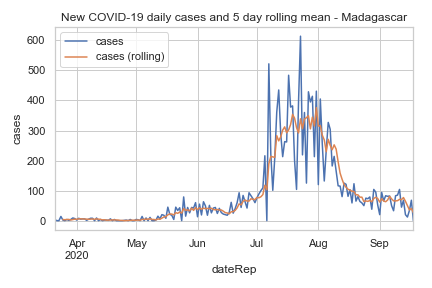 New COVID-19 daily cases and 5 day rolling mean - Madagascar
cases
cases (rolling)
600
500
400
300
200
100
0
cases
Apr
2020
May
Jun
Jul
Aug
Sep
dateRep